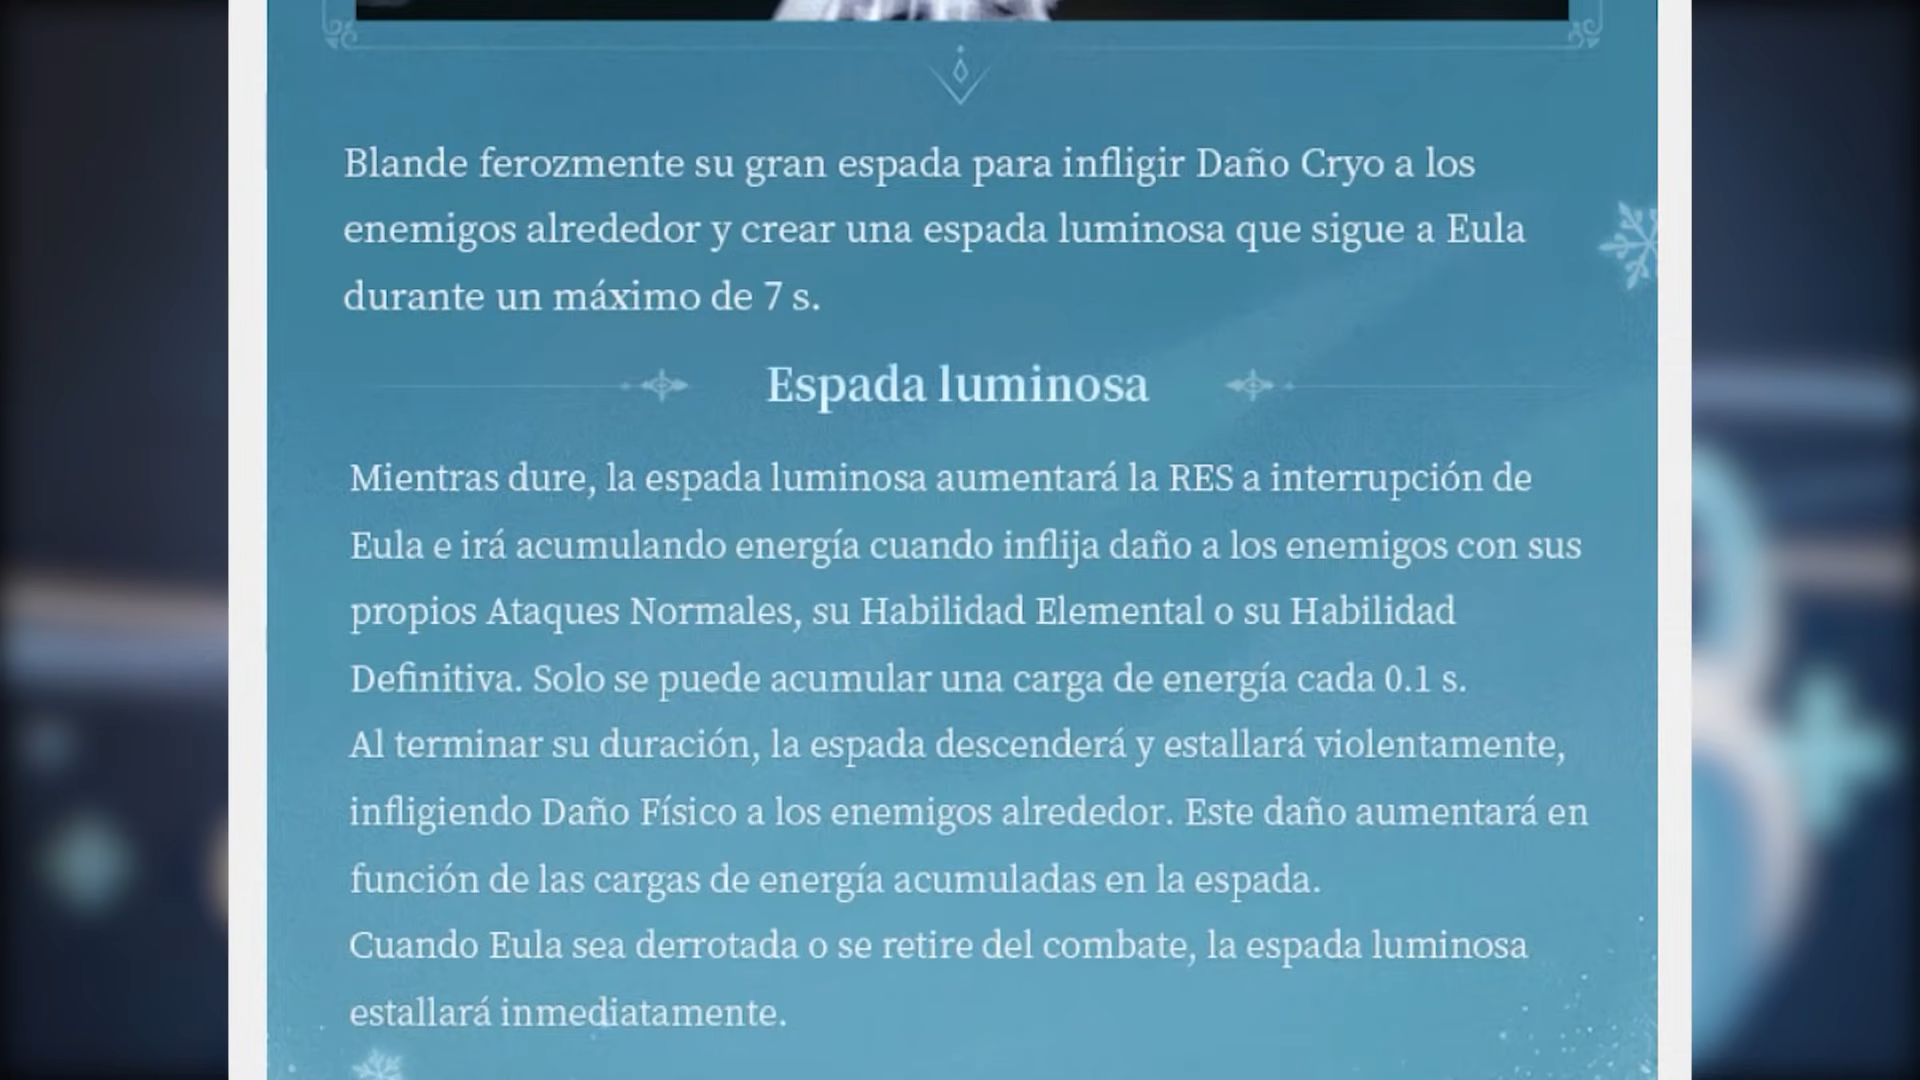 Blande ferozmente su gran espada para infligir Daño Cryo a los
enemigos alrededor y crear una espada luminosa que sigue a Eula
durante un máximo de 7 s.
Espada luminosa
Mientras dure, la espada luminosa aumentará la RES a interrupción de
Eula e irá acumulando energía cuando inflija daño a los enemigos con sus
propios Ataques Normales, su Habilidad Elemental o su Habilidad
Definitiva. Solo se puede acumular una carga de energía cada 0.1 s.
Al terminar su duración, la espada descenderá y estallará violentamente,
infligiendo Daño Físico a los enemigos alrededor. Este daño aumentará en
función de las cargas de energía acumuladas en la espada.
Cuando Eula sea derrotada o se retire del combate, la espada luminosa
estallará inmediatamente.